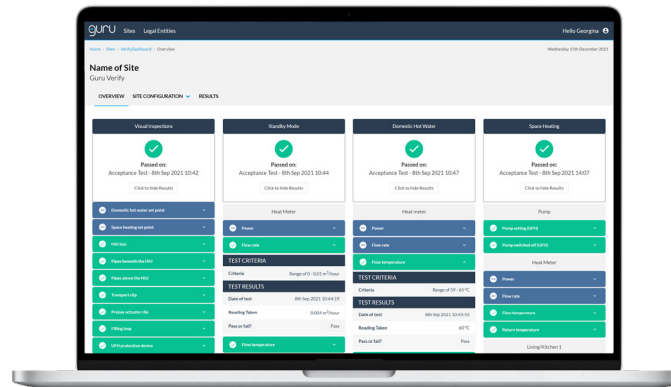 guru Sites Legal Entities Hello Georgina
Home / Sites / VerifyDashboard / Overview Wednesday 15th December 2021
Name of Site
Guru Verify
OVERVIEW SITE CONFIGURATION RESULTS
Visual Inspections
Passed on:
Acceptance Test - 8th Sep 2021 10:42
Click to hide Results
Domestic hot water set point
Space heating set point
HIU box
Pipes beneath the HIU
Pipes above the HIU
Transport clip
Presys actuator clip
Filling loop
UFH protection device
Standby Mode
Passed on:
Acceptance Test - 8th Sep 2021 10:44
Click to hide Results
Heat Meter
Power
Flow rate
TEST CRITERIA
Criteria Range of 0 - 0.01 m³/hour
TEST RESULTS
Date of test 8th Sep 2021 10:44:19
Reading Taken 0.004 m³/hour
Pass or fail? Pass
Flow temperature
Domestic Hot Water
Passed on:
Acceptance Test - 8th Sep 2021 10:47
Click to hide Results
Heat meter
Power
Flow rate
Flow temperature
TEST CRITERIA
Criteria Range of 59 - 61 °C
TEST RESULTS
Date of test 8th Sep 2021 10:45:55
Reading Taken 60 °C
Pass or fail? Pass
Space Heating
Passed on:
Acceptance Test - 8th Sep 2021 14:07
Click to hide Results
Pump
Pump setting (UFH)
Pump switched off (UFH)
Heat Meter
Power
Flow rate
Flow temperature
Return temperature
Living/Kitchen 1